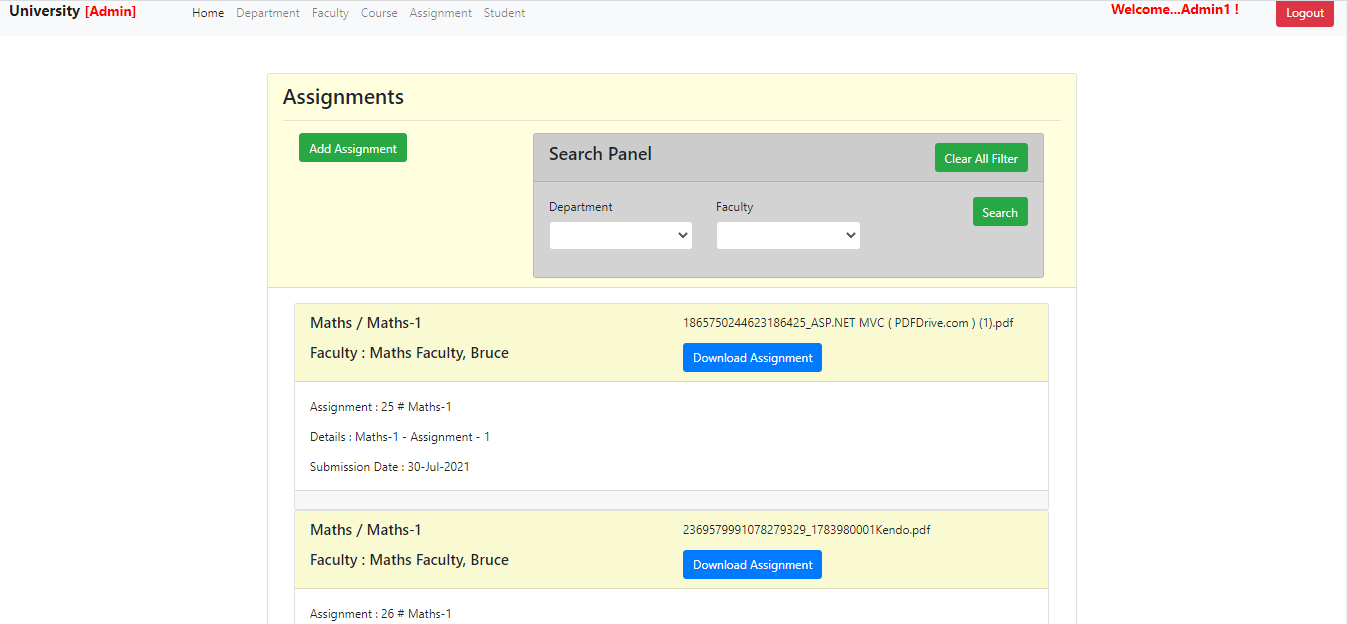 University [Admin] Home Department Faculty Course Assignment Student Welcome...Admin1 ! Logout
Assignments
Add Assignment
Search Panel Clear All Filter
Department Faculty
Search
Maths / Maths-1 1865750244623186425_ASP.NET MVC ( PDFDrive.com ) (1).pdf
Faculty : Maths Faculty, Bruce Download Assignment
Assignment : 25 # Maths-1
Details : Maths-1 - Assignment - 1
Submission Date : 30-Jul-2021
Maths / Maths-1 2369579991078279329_1783980001Kendo.pdf
Faculty : Maths Faculty, Bruce Download Assignment
Assignment : 26 # Maths-1